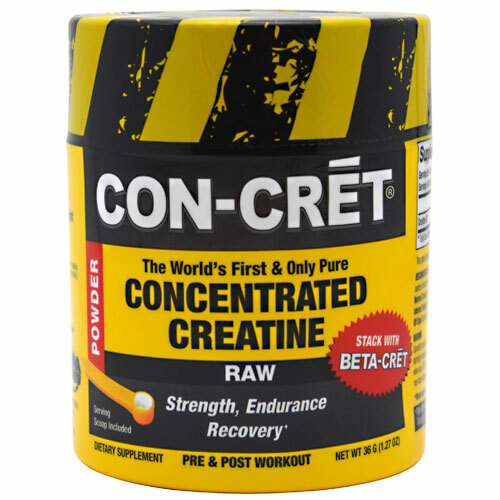 CON-CRĒT®
The World's First & Only Pure
CONCENTRATED
CREATINE
RAW
POWDER
STACK WITH
BETA-CRĒT
Serving
Scoop Included
Strength, Endurance
Recovery*
DIETARY SUPPLEMENT
PRE & POST WORKOUT
NET WT 36 G (1.27 OZ)